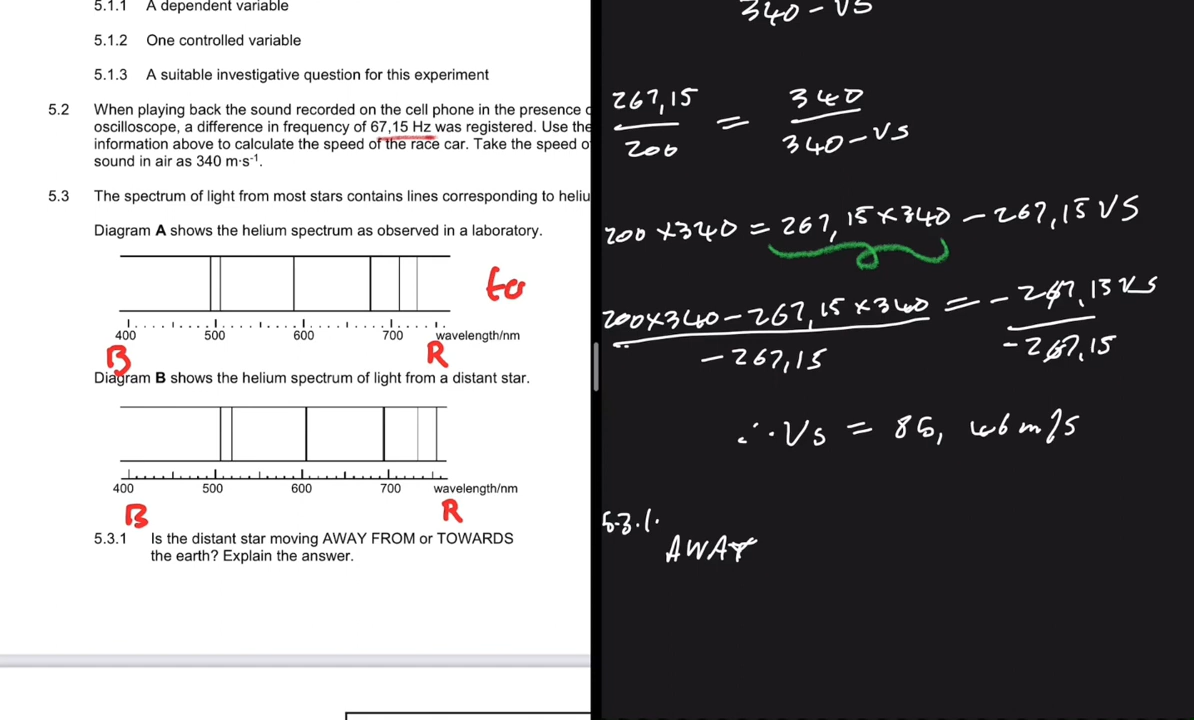 5.1.1 A dependent variable
5.1.2 One controlled variable
5.1.3 A suitable investigative question for this experiment
5.2 When playing back the sound recorded on the cell phone in the presence
oscilloscope, a difference in frequency of 67,15 Hz was registered. Use the
information above to calculate the speed of the race car. Take the speed
sound in air as 340 m·s⁻¹.
5.3 The spectrum of light from most stars contains lines corresponding to heliu
Diagram A shows the helium spectrum as observed in a laboratory.
400 500 600 700 wavelength/nm
B R
Diagram B shows the helium spectrum of light from a distant star.
400 500 600 700 wavelength/nm
B R
5.3.1 Is the distant star moving AWAY FROM or TOWARDS
the earth? Explain the answer.
340 - VS
267,15 / 200 = 340 / 340 - VS
200 × 340 = 267,15 × 340 - 267,15 VS
200×340 - 267,15 × 340 / -267,15 = -267,15 VS / -267,15
∴ Vs = 85, m/s
5.3.1.
AWAY